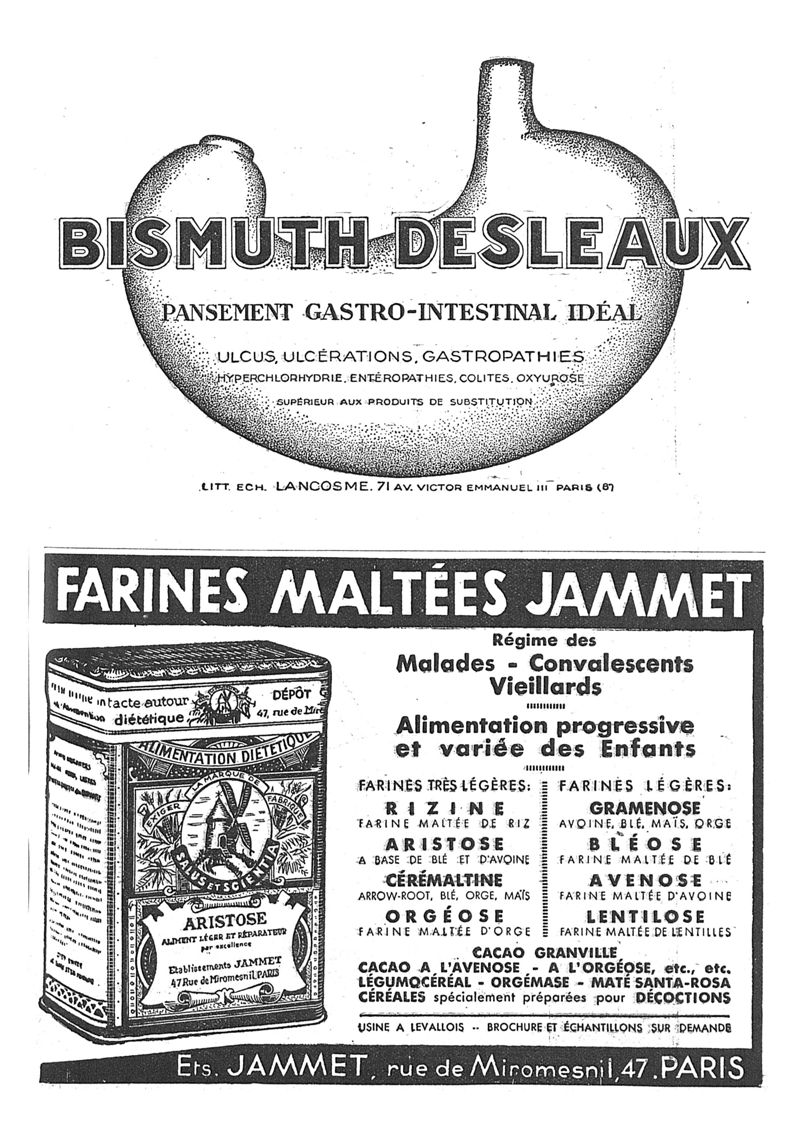 BISMUTH DESLEAUX
PANSEMENT GASTRO-INTESTINAL IDÉAL
ULCUS, ULCÉRATIONS, GASTROPATHIES
HYPERCHLORHYDRIE, ENTÉROPATHIES, COLITES, OXYUROSE
SUPÉRIEUR AUX PRODUITS DE SUBSTITUTION
LITT. ECH. LANCOSME. 71 AV. VICTOR EMMANUEL III PARIS (8e)
FARINES MALTÉES JAMMET
intacte autour
diététique
DÉPÔT
47, rue de Miro
ALIMENTATION DIÉTÉTIQUE
EXIGER LA MARQUE DE FABRIQUE
SALUS ET SCIENTIA
ARISTOSE
ALIMENT LÉGER ET RÉPARATEUR
par excellence
Etablissements JAMMET
47 Rue de Miromesnil, PARIS
Régime des
Malades - Convalescents
Vieillards
Alimentation progressive
et variée des Enfants
FARINES TRÈS LÉGÈRES:
RIZINE
FARINE MALTÉE DE RIZ
ARISTOSE
A BASE DE BLÉ ET D'AVOINE
CÉRÉMALTINE
ARROW-ROOT, BLÉ, ORGE, MAÏS
ORGÉOSE
FARINE MALTÉE D'ORGE
FARINES LÉGÈRES:
GRAMENOSE
AVOINE, BLÉ, MAÏS, ORGE
BLÉOSE
FARINE MALTÉE DE BLÉ
AVENOSE
FARINE MALTÉE D'AVOINE
LENTILOSE
FARINE MALTÉE DE LENTILLES
CACAO GRANVILLE
CACAO A L'AVENOSE - A L'ORGÉOSE, etc., etc.
LÉGUMOCÉRÉAL - ORGÉMASE - MATÉ SANTA-ROSA
CÉRÉALES spécialement préparées pour DÉCOCTIONS
USINE A LEVALLOIS -- BROCHURE ET ÉCHANTILLONS SUR DEMANDE
Ets. JAMMET, rue de Miromesnil, 47. PARIS